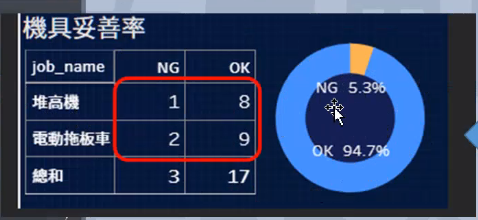 機具妥善率
job_name NG OK
堆高機 1 8
電動拖板車 2 9
總和 3 17
NG 5.3%
OK 94.7%